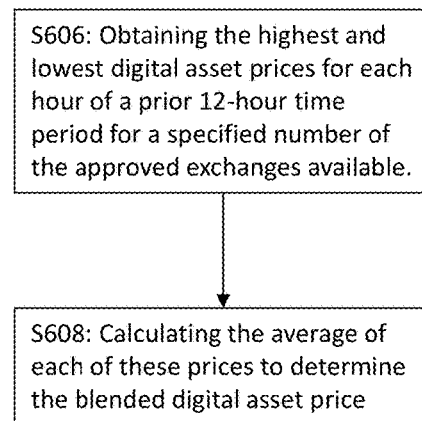 S606: Obtaining the highest and
lowest digital asset prices for each
hour of a prior 12-hour time
period for a specified number of
the approved exchanges available.
S608: Calculating the average of
each of these prices to determine
the blended digital asset price